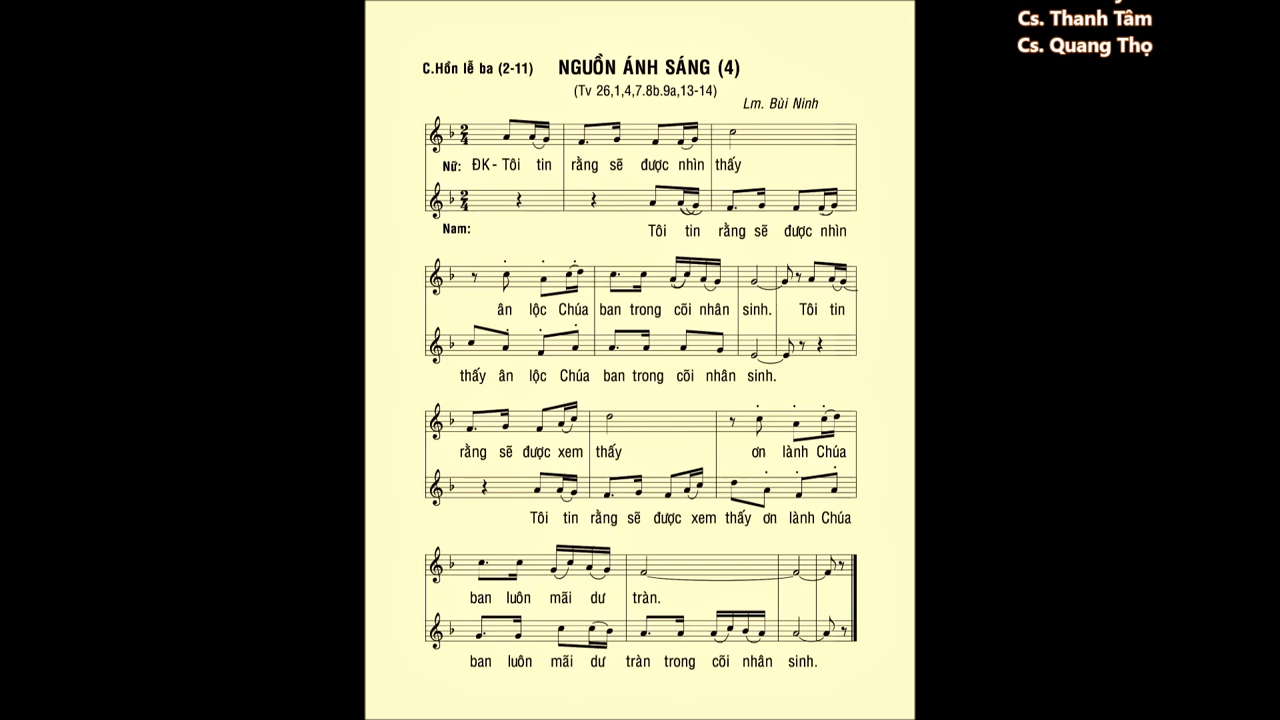 Cs. Thanh Tâm
Cs. Quang Thọ
C.Hồn lễ ba (2-11) NGUỒN ÁNH SÁNG (4)
(Tv 26,1,4,7.8b.9a,13-14)
Lm. Bùi Ninh
Nữ: ĐK- Tôi tin rằng sẽ được nhìn thấy
Nam: Tôi tin rằng sẽ được nhìn
ân lộc Chúa ban trong cõi nhân sinh. Tôi tin
thấy ân lộc Chúa ban trong cõi nhân sinh.
rằng sẽ được xem thấy ơn lành Chúa
Tôi tin rằng sẽ được xem thấy ơn lành Chúa
ban luôn mãi dư tràn.
ban luôn mãi dư tràn trong cõi nhân sinh.